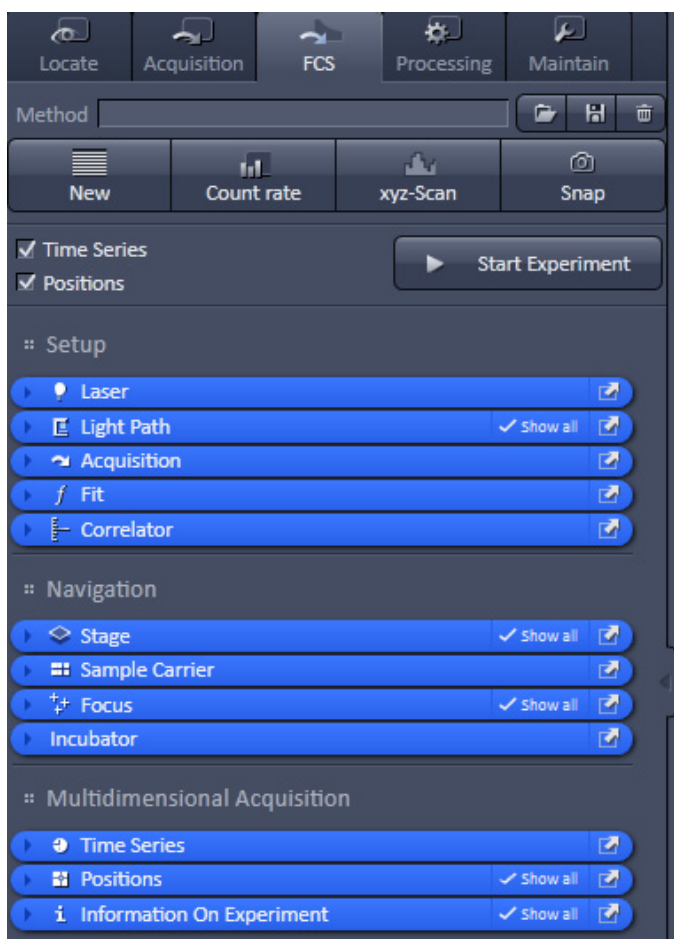 Locate Acquisition FCS Processing Maintain
Method
New Count rate xyz-Scan Snap
Time Series
Start Experiment
Positions
Setup
Laser
Light Path Show all
Acquisition
f Fit
Correlator
Navigation
Stage Show all
Sample Carrier
Focus Show all
Incubator
Multidimensional Acquisition
Time Series
Positions Show all
i Information On Experiment Show all